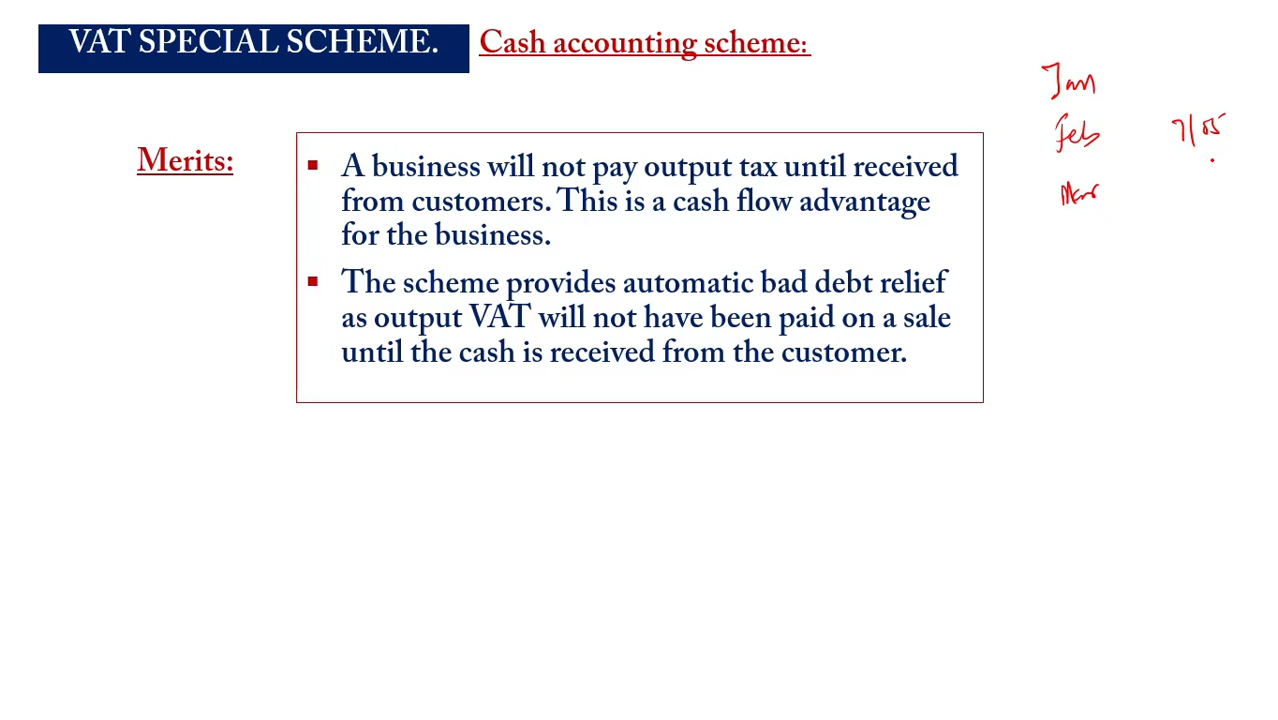 VAT SPECIAL SCHEME. Cash accounting scheme:
Jan
Feb 7/05
Mar
Merits:
▪ A business will not pay output tax until received
from customers. This is a cash flow advantage
for the business.
▪ The scheme provides automatic bad debt relief
as output VAT will not have been paid on a sale
until the cash is received from the customer.